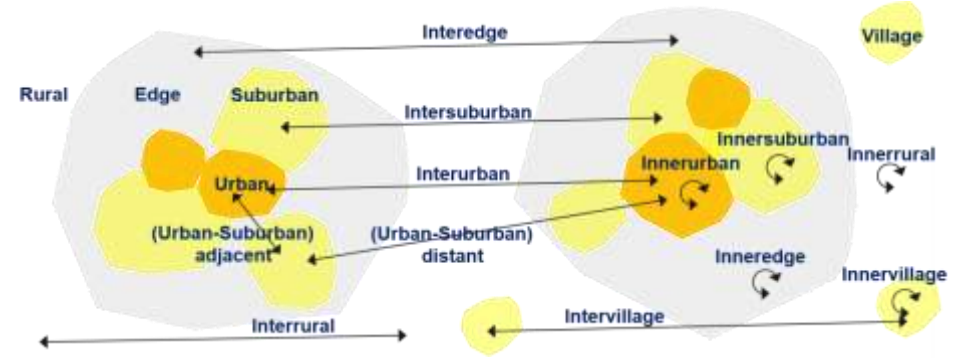 Interedge
Village
Rural
Edge
Suburban
Intersuburban
Innersuburban
Innerurban
Innerrural
Urban
Interurban
(Urban-Suburban)
adjacent
(Urban-Suburban)
distant
Inneredge
Innervillage
Interrural
Intervillage